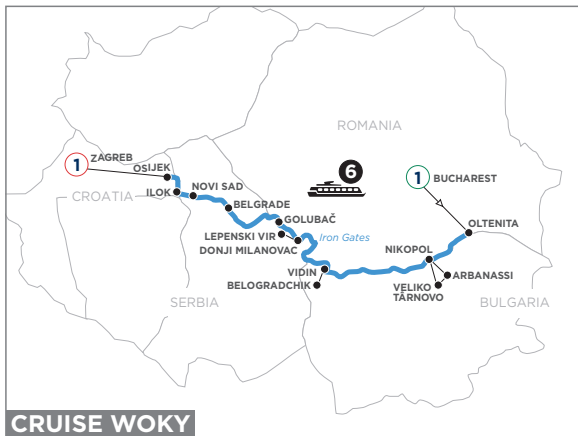 ROMANIA
1
ZAGREB
OSIJEK
6
1
BUCHAREST
CROATIA
ILOK
NOVI SAD
BELGRADE
GOLUBAČ
OLTENITA
LEPENSKI VIR
Iron Gates
DONJI MILANOVAC
NIKOPOL
VIDIN
ARBANASSI
BELOGRADCHIK
VELIKO
TÂRNOVO
SERBIA
BULGARIA
CRUISE WOKY